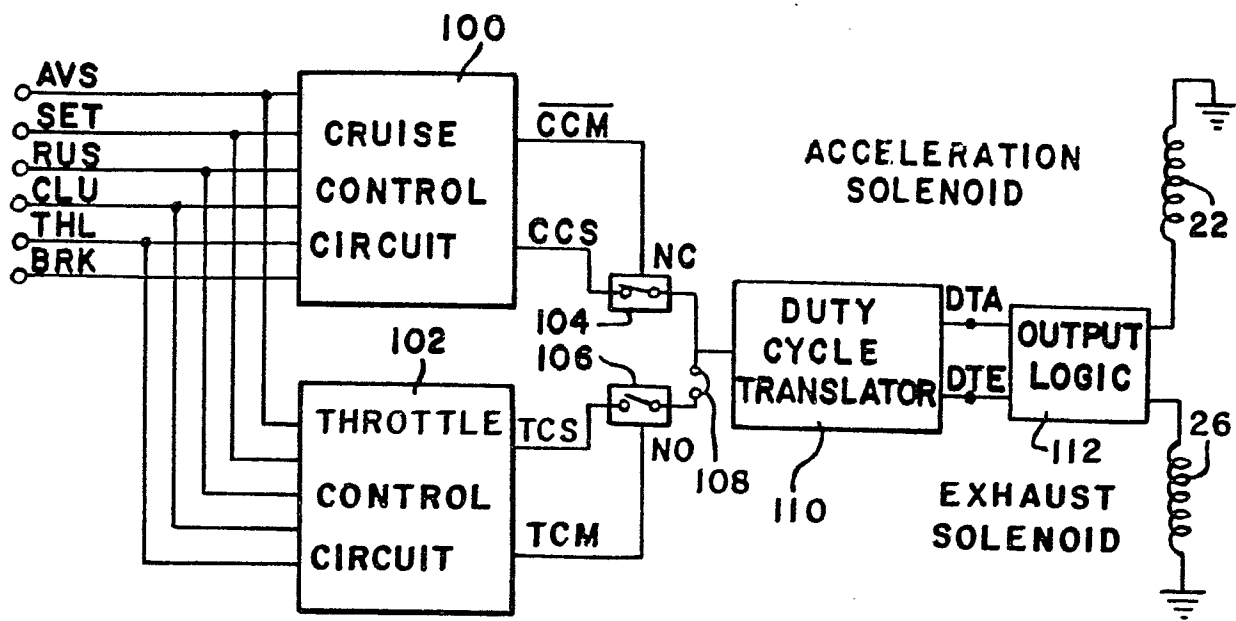 100
AVS
SET
RUS
CLU
THL
BRK
CRUISE
CONTROL
CIRCUIT
C̅C̅M̅
CCS
NC
104
106
NO
108
102
THROTTLE
CONTROL
CIRCUIT
TCS
TCM
DUTY
CYCLE
TRANSLATOR
110
DTA
DTE
OUTPUT
LOGIC
112
ACCELERATION
SOLENOID
22
26
EXHAUST
SOLENOID